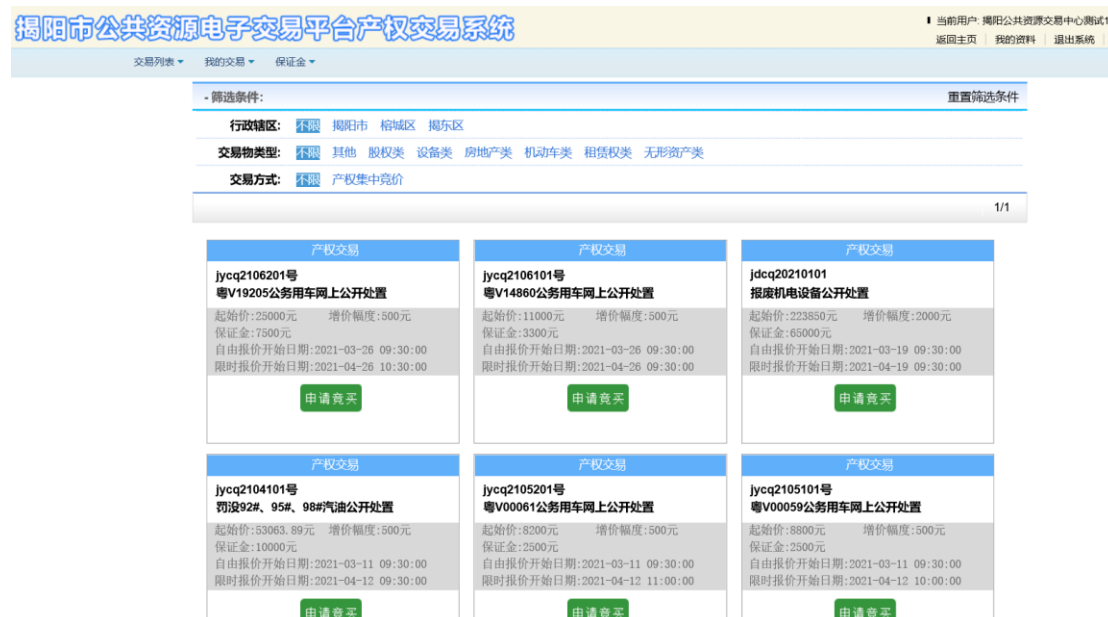 揭阳市公共资源电子交易平台产权交易系统
当前用户: 揭阳公共资源交易中心测试1
返回主页 我的资料 退出系统
交易列表 我的交易 保证金
- 筛选条件: 重置筛选条件
行政辖区: 不限 揭阳市 榕城区 揭东区
交易物类型: 不限 其他 股权类 设备类 房地产类 机动车类 租赁权类 无形资产类
交易方式: 不限 产权集中竞价
1/1
产权交易
jycq2106201号
粤V19205公务用车网上公开处置
起始价:25000元 增价幅度:500元
保证金:7500元
自由报价开始日期:2021-03-26 09:30:00
限时报价开始日期:2021-04-26 10:30:00
申请竞买
产权交易
jycq2106101号
粤V14860公务用车网上公开处置
起始价:11000元 增价幅度:500元
保证金:3300元
自由报价开始日期:2021-03-26 09:30:00
限时报价开始日期:2021-04-26 09:30:00
申请竞买
产权交易
jdcq20210101
报废机电设备公开处置
起始价:223850元 增价幅度:2000元
保证金:65000元
自由报价开始日期:2021-03-19 09:30:00
限时报价开始日期:2021-04-19 09:30:00
申请竞买
产权交易
jycq2104101号
罚没92#、95#、98#汽油公开处置
起始价:53063.89元 增价幅度:500元
保证金:10000元
自由报价开始日期:2021-03-11 09:30:00
限时报价开始日期:2021-04-12 09:30:00
申请竞买
产权交易
jycq2105201号
粤V00061公务用车网上公开处置
起始价:8200元 增价幅度:500元
保证金:2500元
自由报价开始日期:2021-03-11 09:30:00
限时报价开始日期:2021-04-12 11:00:00
申请竞买
产权交易
jycq2105101号
粤V00059公务用车网上公开处置
起始价:8800元 增价幅度:500元
保证金:2500元
自由报价开始日期:2021-03-11 09:30:00
限时报价开始日期:2021-04-12 10:00:00
申请竞买